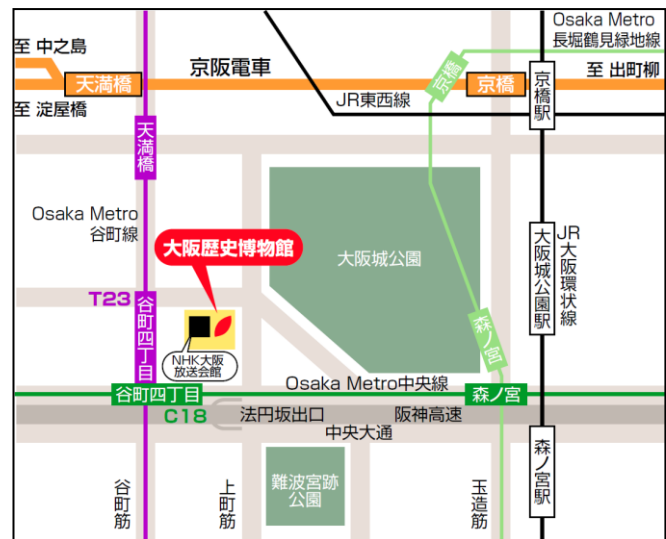 Osaka Metro
長堀鶴見緑地線
至 中之島
京阪電車
天満橋
京橋
京橋
京橋駅
至 出町柳
至 淀屋橋
JR東西線
天満橋
Osaka Metro
谷町線
大阪歴史博物館
大阪城公園
大阪城公園駅
JR大阪環状線
T23
谷町四丁目
NHK大阪
放送会館
森ノ宮
Osaka Metro中央線
谷町四丁目
森ノ宮
C18
法円坂出口
阪神高速
中央大通
森ノ宮駅
谷町筋
上町筋
難波宮跡
公園
玉造筋